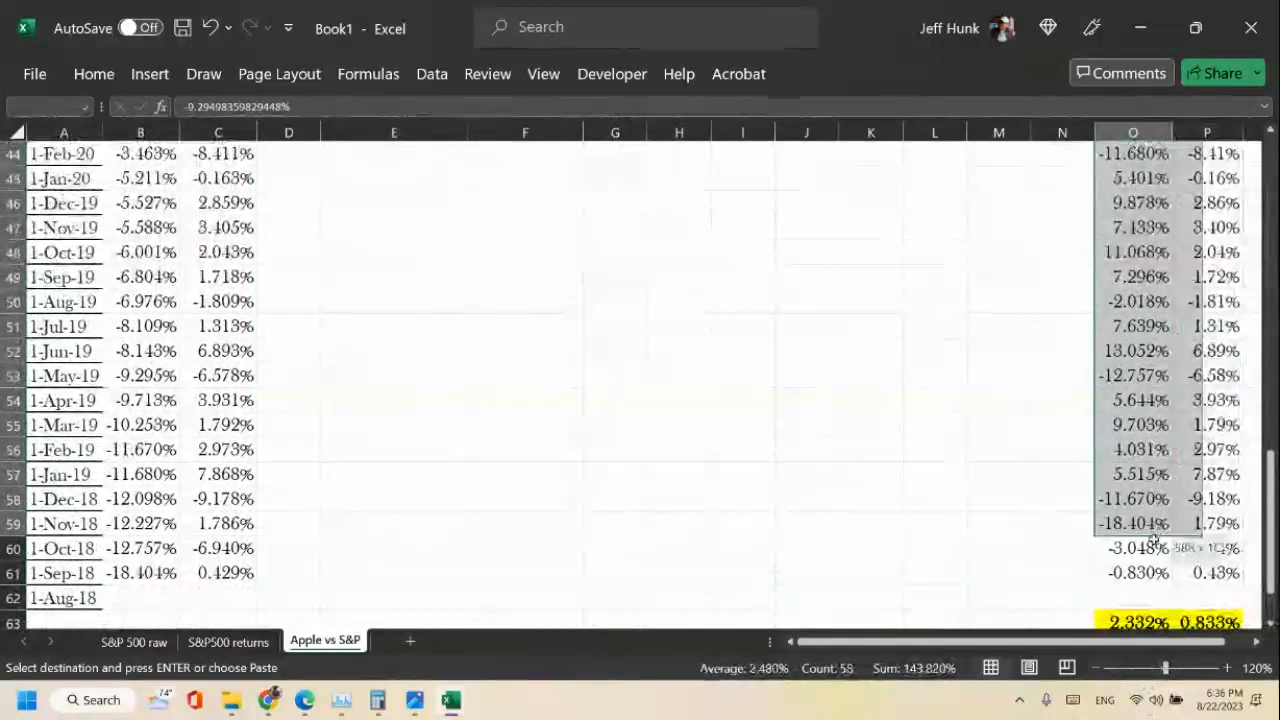 AutoSave Off Book1 - Excel Search Jeff Hunk
File Home Insert Draw Page Layout Formulas Data Review View Developer Help Acrobat Comments Share
fx -9.29498359829448%
A B C D E F G H I J K L M N O P
44 1-Feb-20 -3.463% -8.411% -11.680% -8.41%
45 1-Jan-20 -5.211% -0.163% 5.401% -0.16%
46 1-Dec-19 -5.527% 2.859% 9.878% 2.86%
47 1-Nov-19 -5.588% 3.405% 7.133% 3.40%
48 1-Oct-19 -6.001% 2.043% 11.068% 2.04%
49 1-Sep-19 -6.804% 1.718% 7.296% 1.72%
50 1-Aug-19 -6.976% -1.809% -2.018% -1.81%
51 1-Jul-19 -8.109% 1.313% 7.639% 1.31%
52 1-Jun-19 -8.143% 6.893% 13.052% 6.89%
53 1-May-19 -9.295% -6.578% -12.757% -6.58%
54 1-Apr-19 -9.713% 3.931% 5.644% 3.93%
55 1-Mar-19 -10.253% 1.792% 9.703% 1.79%
56 1-Feb-19 -11.670% 2.973% 4.031% 2.97%
57 1-Jan-19 -11.680% 7.868% 5.515% 7.87%
58 1-Dec-18 -12.098% -9.178% -11.670% -9.18%
59 1-Nov-18 -12.227% 1.786% -18.404% 1.79%
60 1-Oct-18 -12.757% -6.940% -3.048%
61 1-Sep-18 -18.404% 0.429% -0.830% 0.43%
62 1-Aug-18
63 2.332% 0.833%
S&P 500 raw S&P500 returns Apple vs S&P
Select destination and press ENTER or choose Paste Average: 2.480% Count: 58 Sum: 143.820% 120%
Search 74° ENG 6:36 PM
8/22/2023